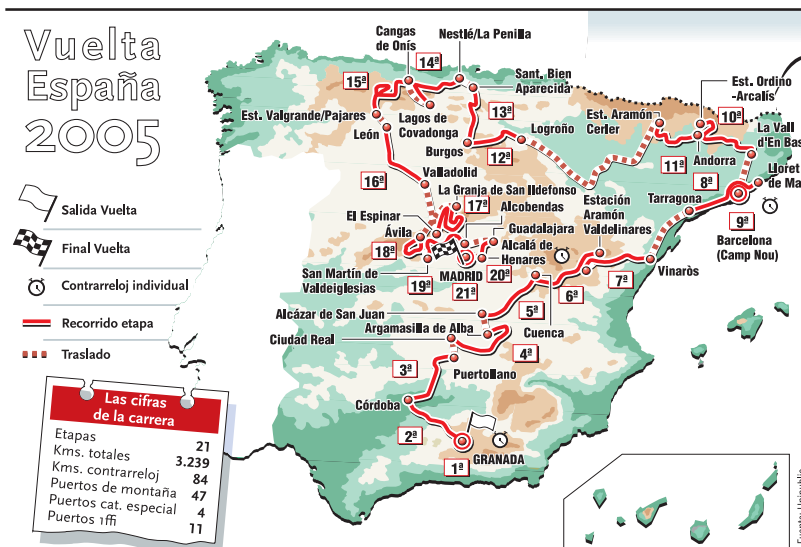 Vuelta
España
2005
Salida Vuelta
Final Vuelta
Contrarreloj individual
Recorrido etapa
Traslado
Las cifras
de la carrera
Etapas 21
Kms. totales 3.239
Kms. contrarreloj 84
Puertos de montaña 47
Puertos cat. especial 4
Puertos 1ffi 11
Cangas
de Onís
Nestlé/La Penilla
14ª
15ª
Sant. Bien
Aparecida
Est. Valgrande/Pajares
Lagos de
Covadonga
13ª
León
Burgos
12ª
Logroño
Est. Aramón
Cerler
Est. Ordino
-Arcalís
10ª
La Vall
d'En Bas
11ª
Andorra
8ª
Lloret
de Ma
Tarragona
9ª
Barcelona
(Camp Nou)
16ª
Valladolid
La Granja de San Ildefonso
17ª
Alcobendas
El Espinar
Ávila
Guadalajara
Alcalá de
Henares
18ª
MADRID
20ª
San Martín de
Valdeiglesias
19ª
21ª
Estación
Aramón
Valdelinares
6ª
7ª
Vinaròs
5ª
Cuenca
Alcázar de San Juan
Argamasilla de Alba
Ciudad Real
4ª
3ª
Puertollano
Córdoba
2ª
1ª
GRANADA
Fuente: Unipublic